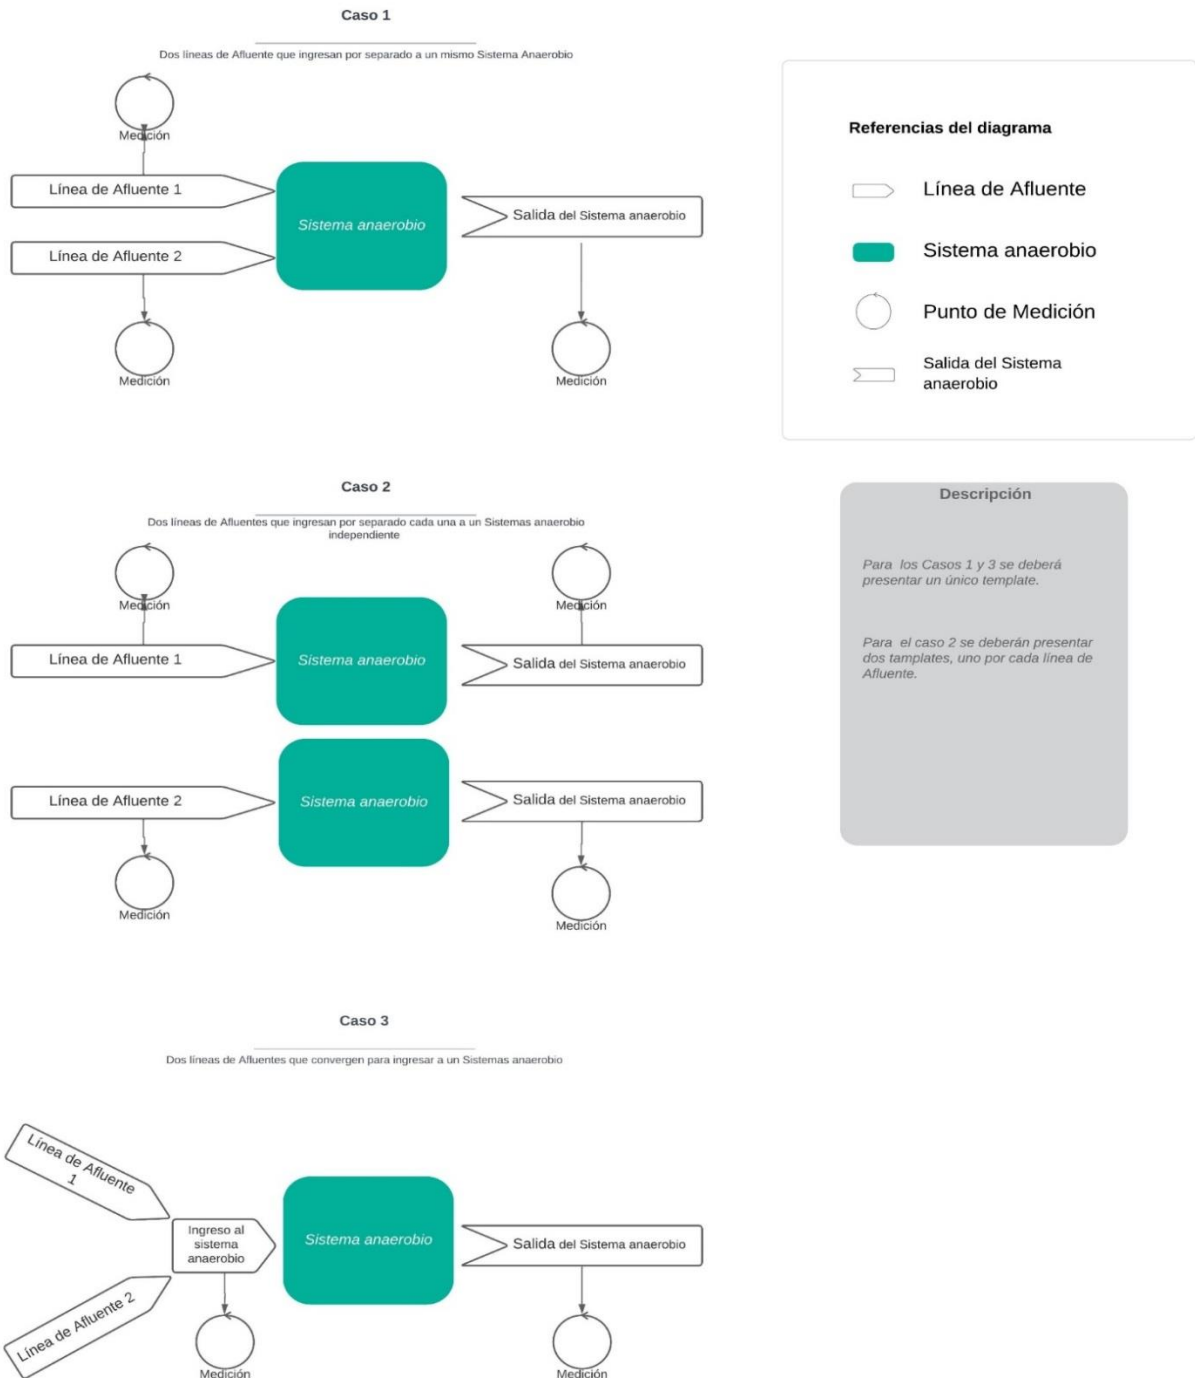 Caso 1
Dos líneas de Afluente que ingresan por separado a un mismo Sistema Anaerobio
Medición
Línea de Afluente 1
Sistema anaerobio
Salida del Sistema anaerobio
Línea de Afluente 2
Medición
Medición
Referencias del diagrama
Línea de Afluente
Sistema anaerobio
Punto de Medición
Salida del Sistema
anaerobio
Caso 2
Dos líneas de Afluentes que ingresan por separado cada una a un Sistemas anaerobio
independiente
Medición
Medición
Línea de Afluente 1
Sistema anaerobio
Salida del Sistema anaerobio
Línea de Afluente 2
Sistema anaerobio
Salida del Sistema anaerobio
Medición
Medición
Descripción
Para los Casos 1 y 3 se deberá
presentar un único template.
Para el caso 2 se deberán presentar
dos tamplates, uno por cada línea de
Afluente.
Caso 3
Dos líneas de Afluentes que convergen para ingresar a un Sistemas anaerobio
Línea de Afluente
1
Ingreso al
sistema
anaerobio
Sistema anaerobio
Salida del Sistema anaerobio
Línea de Afluente 2
Medición
Medición